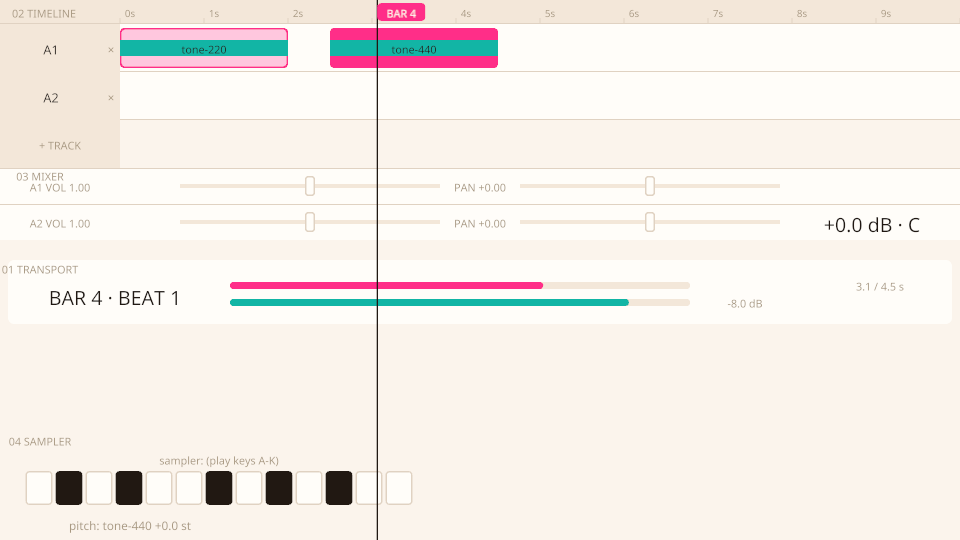 02 TIMELINE 0s 1s 2s BAR 4 4s 5s 6s 7s 8s 9s
A1 × tone-220 tone-440
A2 ×
+ TRACK
03 MIXER
A1 VOL 1.00 PAN +0.00
A2 VOL 1.00 PAN +0.00 +0.0 dB · C
01 TRANSPORT
BAR 4 · BEAT 1 3.1 / 4.5 s
-8.0 dB
04 SAMPLER
sampler: (play keys A-K)
pitch: tone-440 +0.0 st